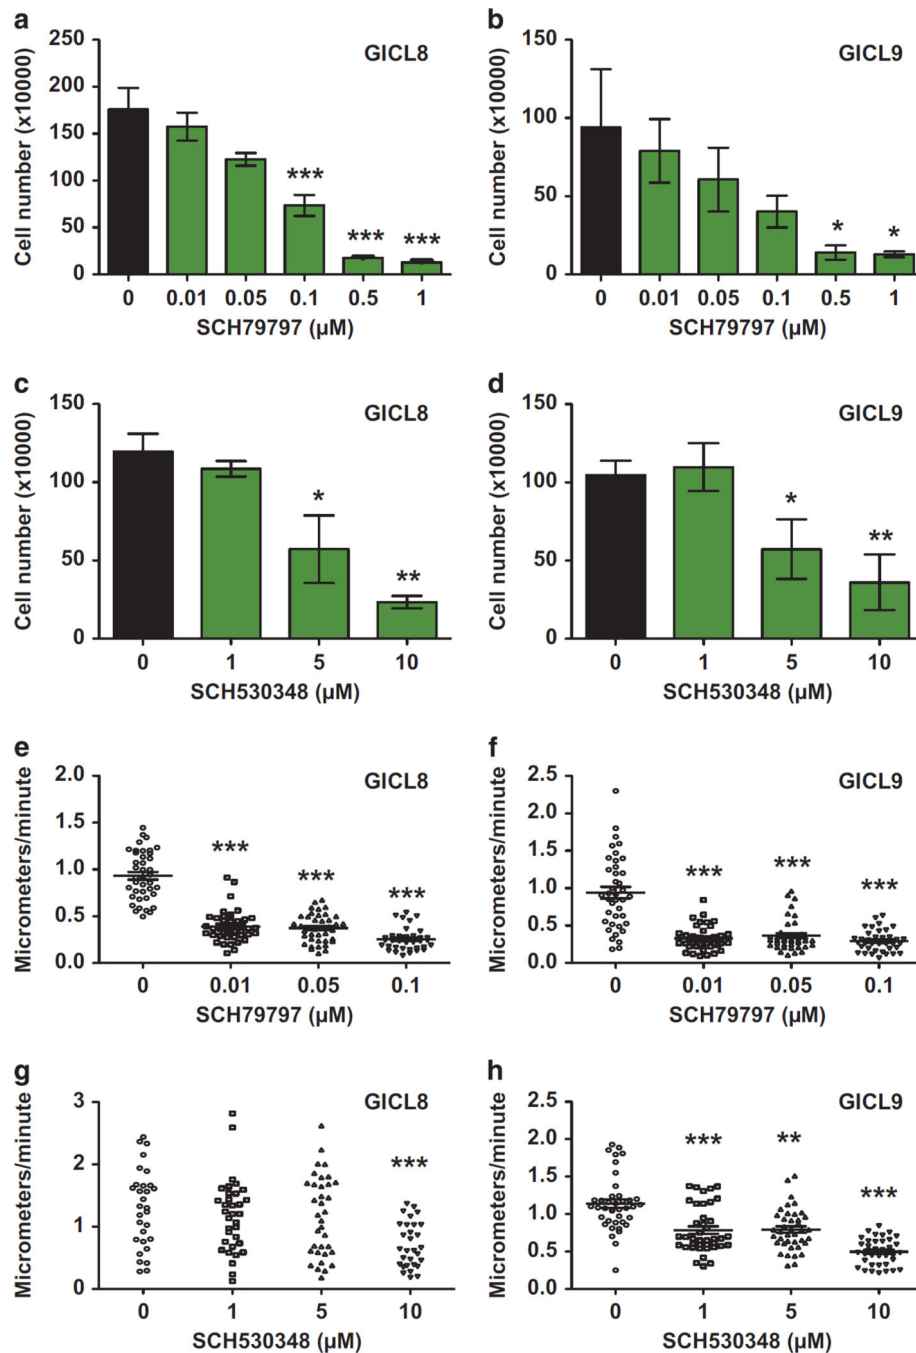 a
GICL8
Cell number (x10000)
250
200
150
100
50
0
***
***
***
0 0.01 0.05 0.1 0.5 1
SCH79797 (µM)
b
GICL9
Cell number (x10000)
150
100
50
0
*
*
0 0.01 0.05 0.1 0.5 1
SCH79797 (µM)
c
GICL8
Cell number (x10000)
150
100
50
0
*
**
0 1 5 10
SCH530348 (µM)
d
GICL9
Cell number (x10000)
150
100
50
0
*
**
0 1 5 10
SCH530348 (µM)
e
GICL8
Micrometers/minute
2.0
1.5
1.0
0.5
0.0
***
***
***
0 0.01 0.05 0.1
SCH79797 (µM)
f
GICL9
Micrometers/minute
2.5
2.0
1.5
1.0
0.5
0.0
***
***
***
0 0.01 0.05 0.1
SCH79797 (µM)
g
GICL8
Micrometers/minute
3
2
1
0
***
0 1 5 10
SCH530348 (µM)
h
GICL9
Micrometers/minute
2.5
2.0
1.5
1.0
0.5
0.0
***
**
***
0 1 5 10
SCH530348 (µM)